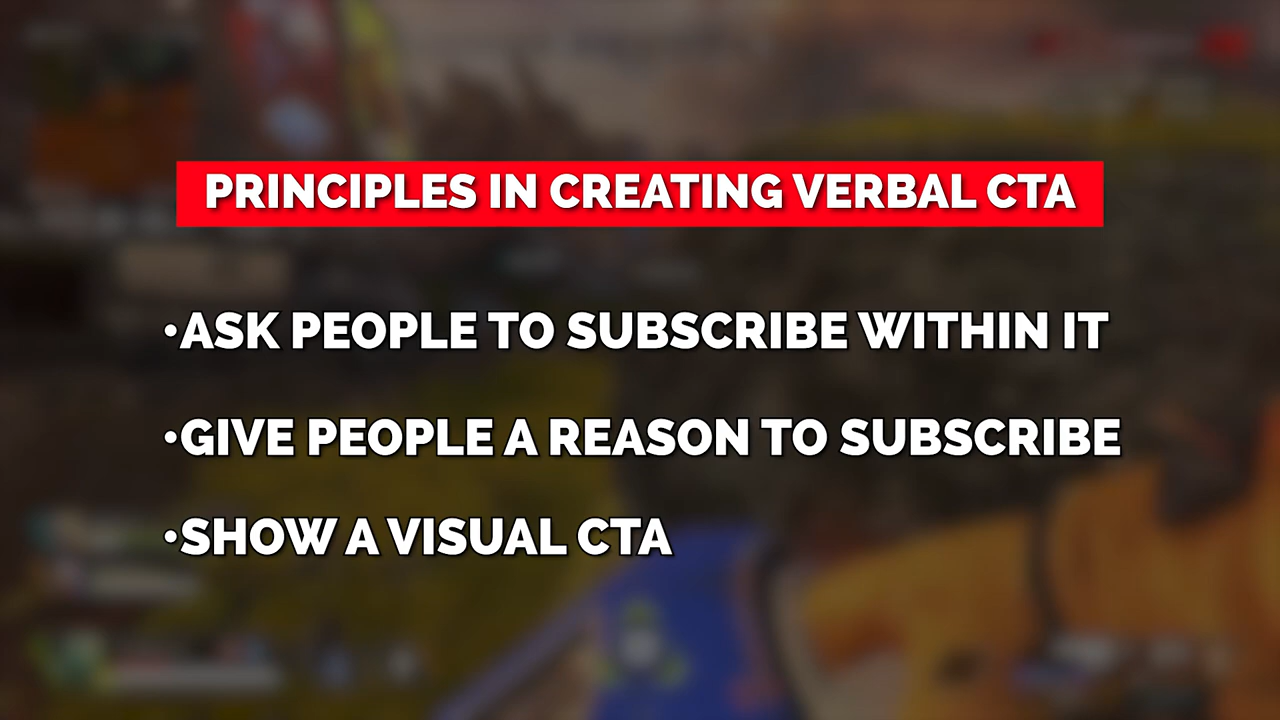 PRINCIPLES IN CREATING VERBAL CTA
•ASK PEOPLE TO SUBSCRIBE WITHIN IT
•GIVE PEOPLE A REASON TO SUBSCRIBE
•SHOW A VISUAL CTA